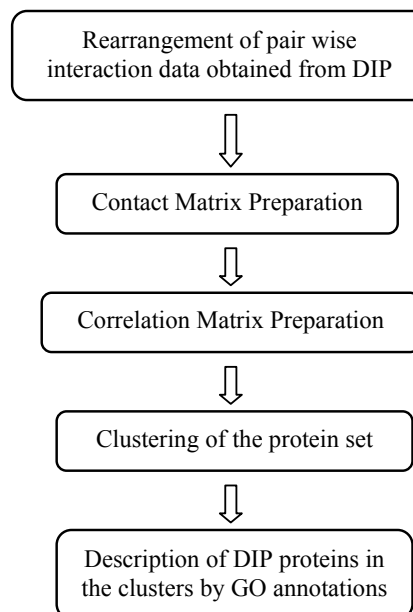 Rearrangement of pair wise
interaction data obtained from DIP
Contact Matrix Preparation
Correlation Matrix Preparation
Clustering of the protein set
Description of DIP proteins in
the clusters by GO annotations